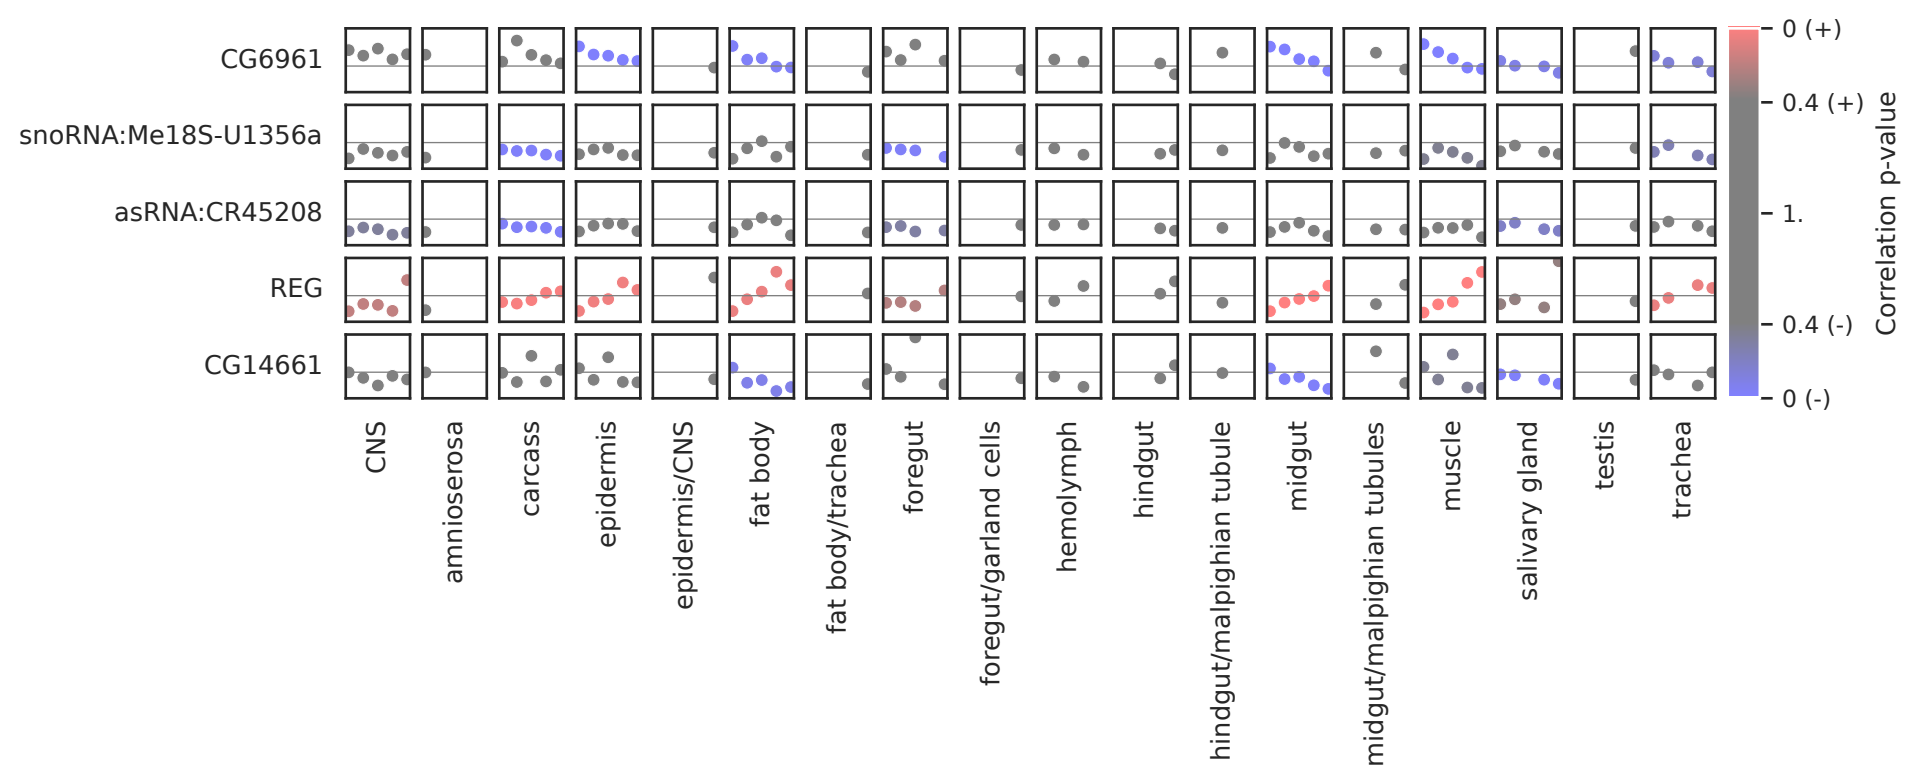 CG6961
snoRNA:Me18S-U1356a
asRNA:CR45208
REG
CG14661
0 (+)
0.4 (+)
1.
0.4 (-)
0 (-)
Correlation p-value
CNS
amnioserosa
carcass
epidermis
epidermis/CNS
fat body
fat body/trachea
foregut
foregut/garland cells
hemolymph
hindgut
hindgut/malpighian tubule
midgut
midgut/malpighian tubules
muscle
salivary gland
testis
trachea